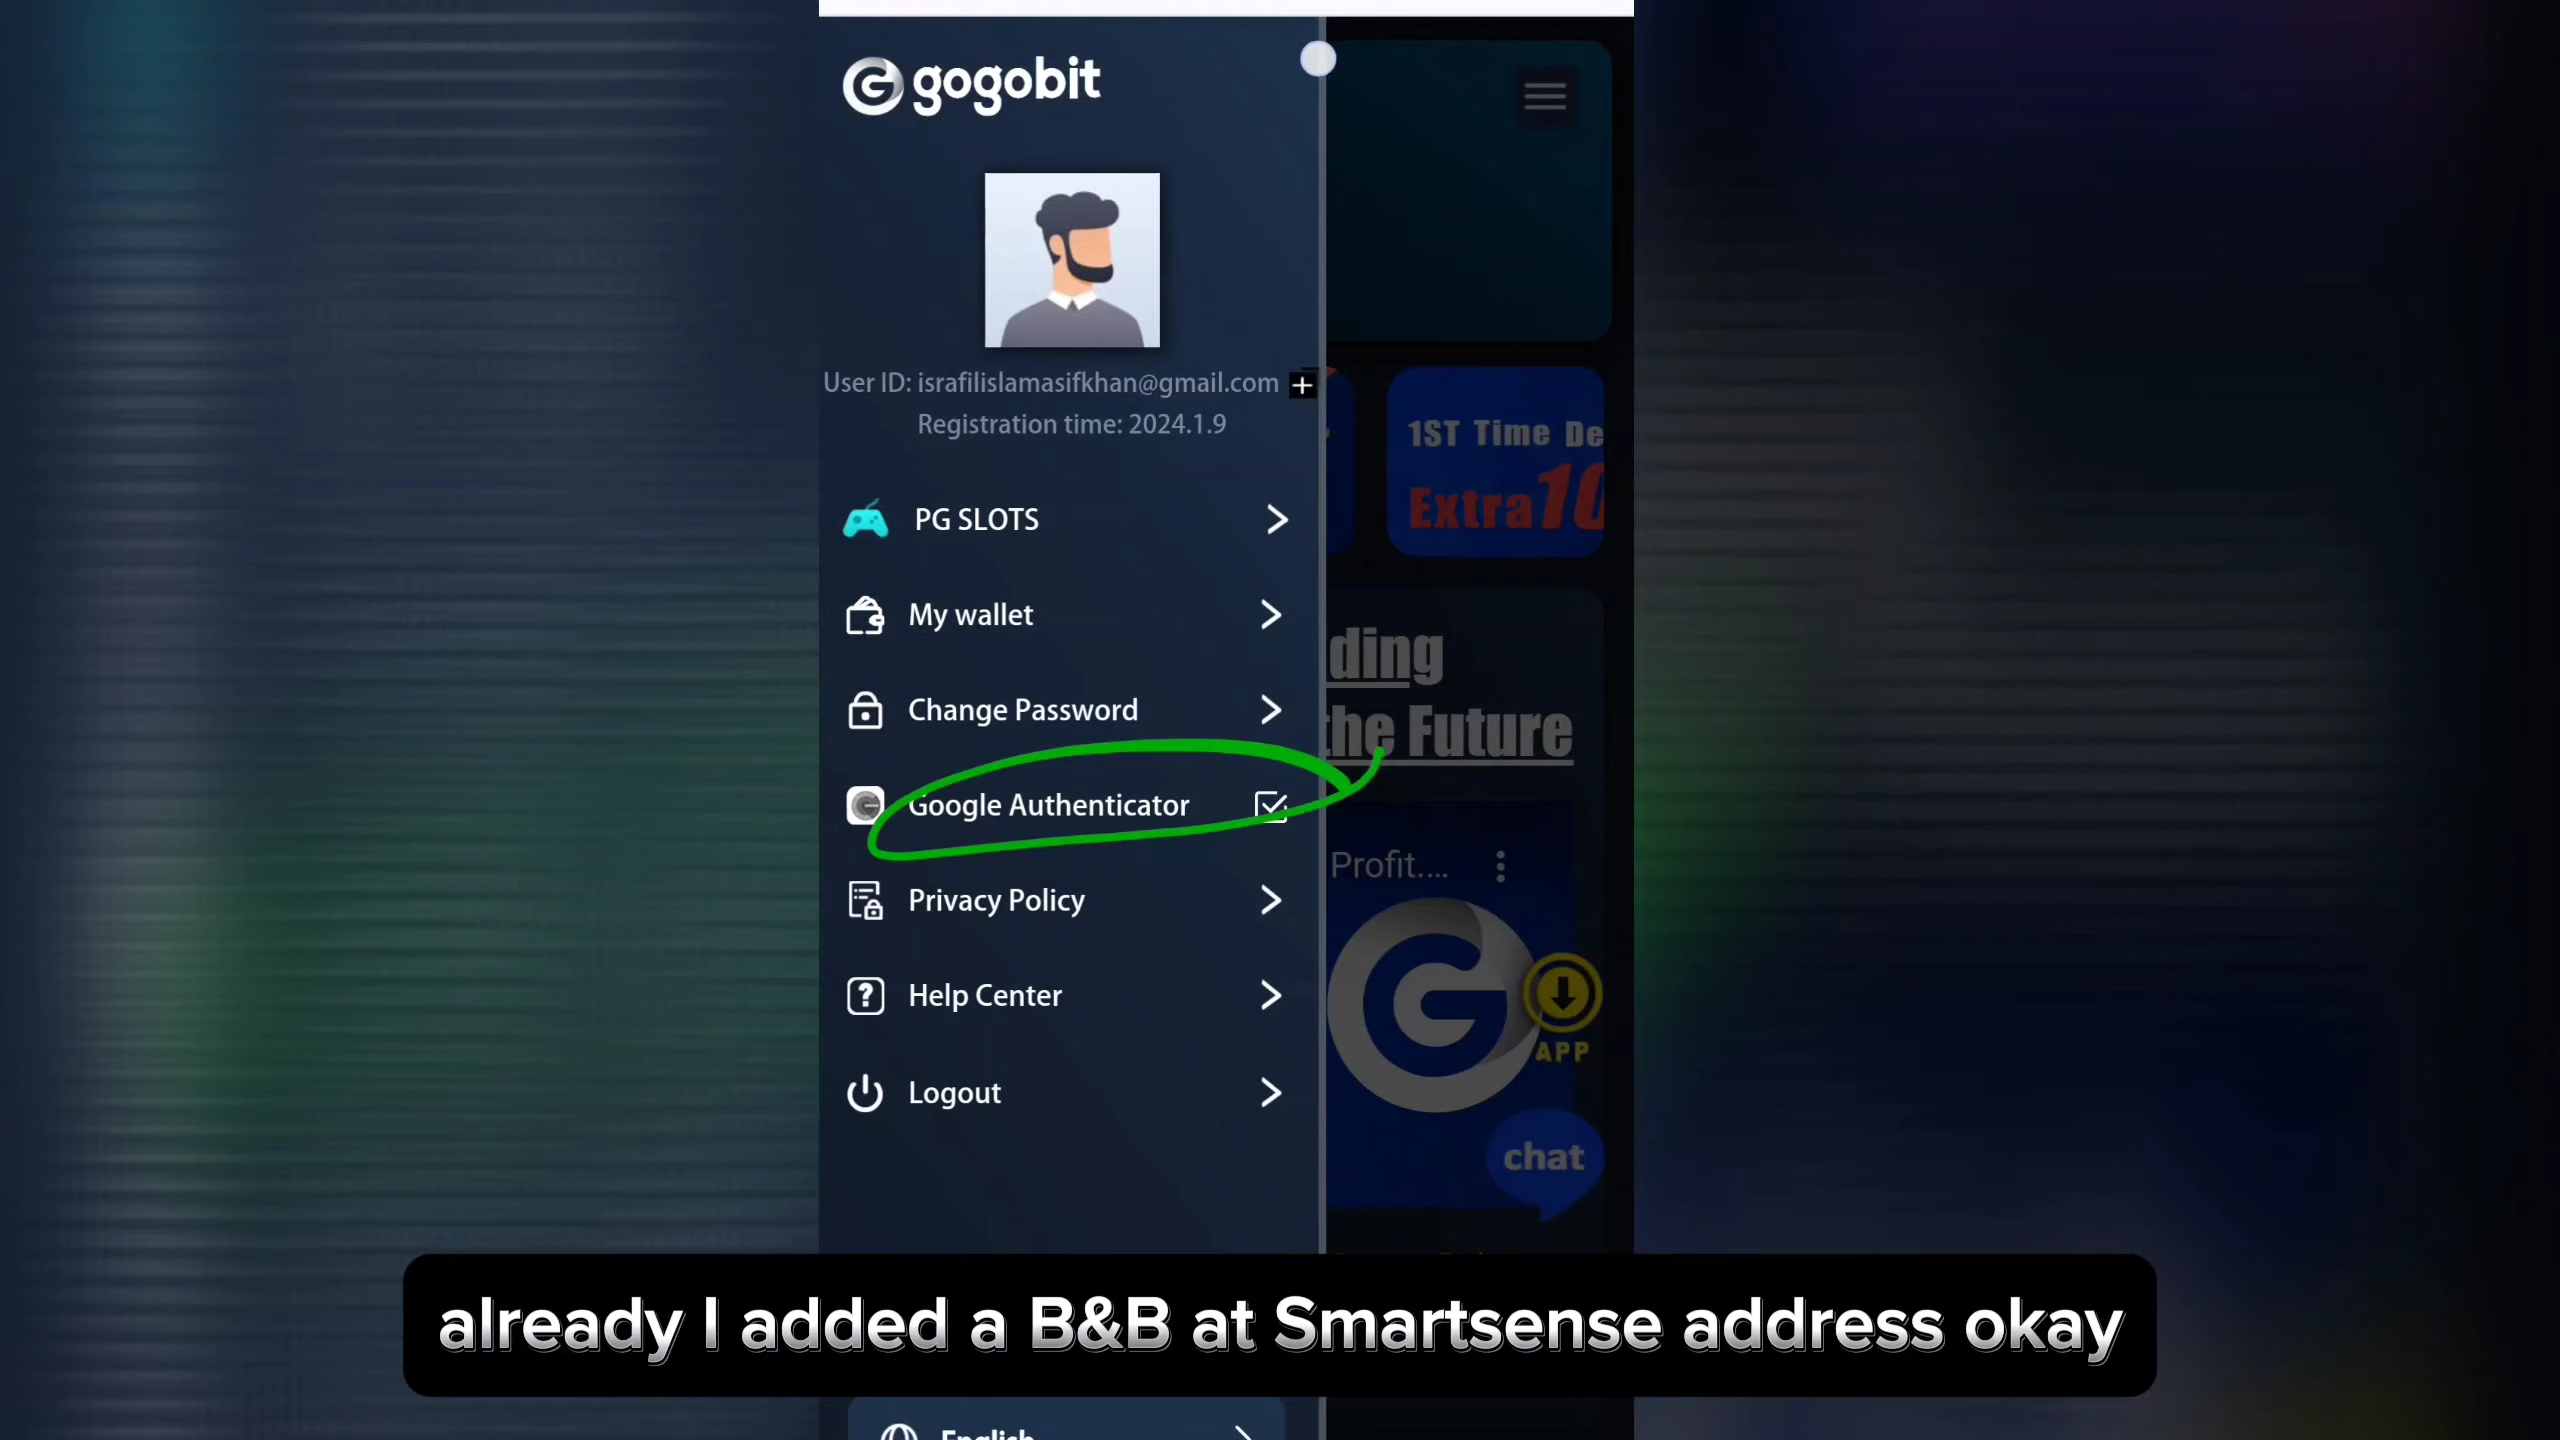 gogobit
User ID: israfilislamasifkhan@gmail.com
Registration time: 2024.1.9
PG SLOTS
My wallet
Change Password
Google Authenticator
Privacy Policy
Help Center
Logout
1ST Time De
Extra 10
ding
the Future
Profit....
APP
chat
already I added a B&B at Smartsense address okay
English